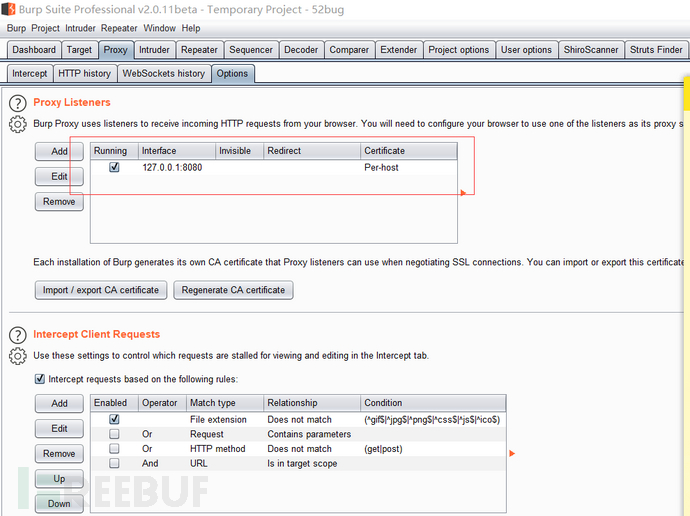 Burp Suite Professional v2.0.11beta - Temporary Project - 52bug
Burp Project Intruder Repeater Window Help
Dashboard Target Proxy Intruder Repeater Sequencer Decoder Comparer Extender Project options User options ShiroScanner Struts Finder
Intercept HTTP history WebSockets history Options
Proxy Listeners
Burp Proxy uses listeners to receive incoming HTTP requests from your browser. You will need to configure your browser to use one of the listeners as its proxy s
Add Running Interface Invisible Redirect Certificate
127.0.0.1:8080 Per-host
Edit
Remove
Each installation of Burp generates its own CA certificate that Proxy listeners can use when negotiating SSL connections. You can import or export this certificate
Import / export CA certificate Regenerate CA certificate
Intercept Client Requests
Use these settings to control which requests are stalled for viewing and editing in the Intercept tab.
Intercept requests based on the following rules:
Add Enabled Operator Match type Relationship Condition
File extension Does not match (^gif$|^jpg$|^png$|^css$|^js$|^ico$)
Edit Or Request Contains parameters
Remove Or HTTP method Does not match (get|post)
And URL Is in target scope
Up
Down
FREEBUF